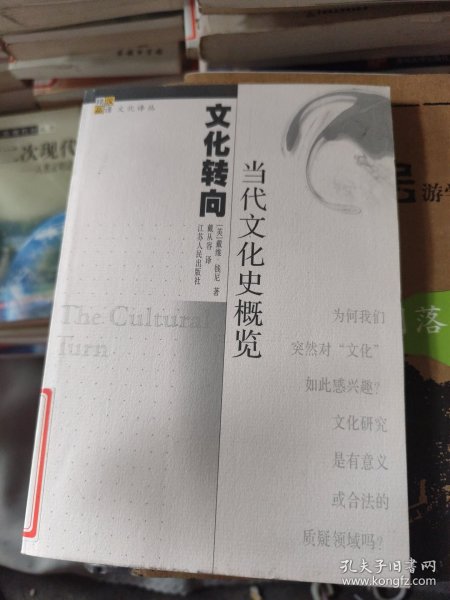 文化译丛
文化转向
当代文化史概览
[英]戴维·钱尼 著
戴从容 译
江苏人民出版社
The Cultural
Turn
为何我们
突然对“文化”
如此感兴趣?
文化研究
是有意义
或合法的
质疑领域吗?
二次现代
游学
落
孔夫子旧书网
www.kongfz.com